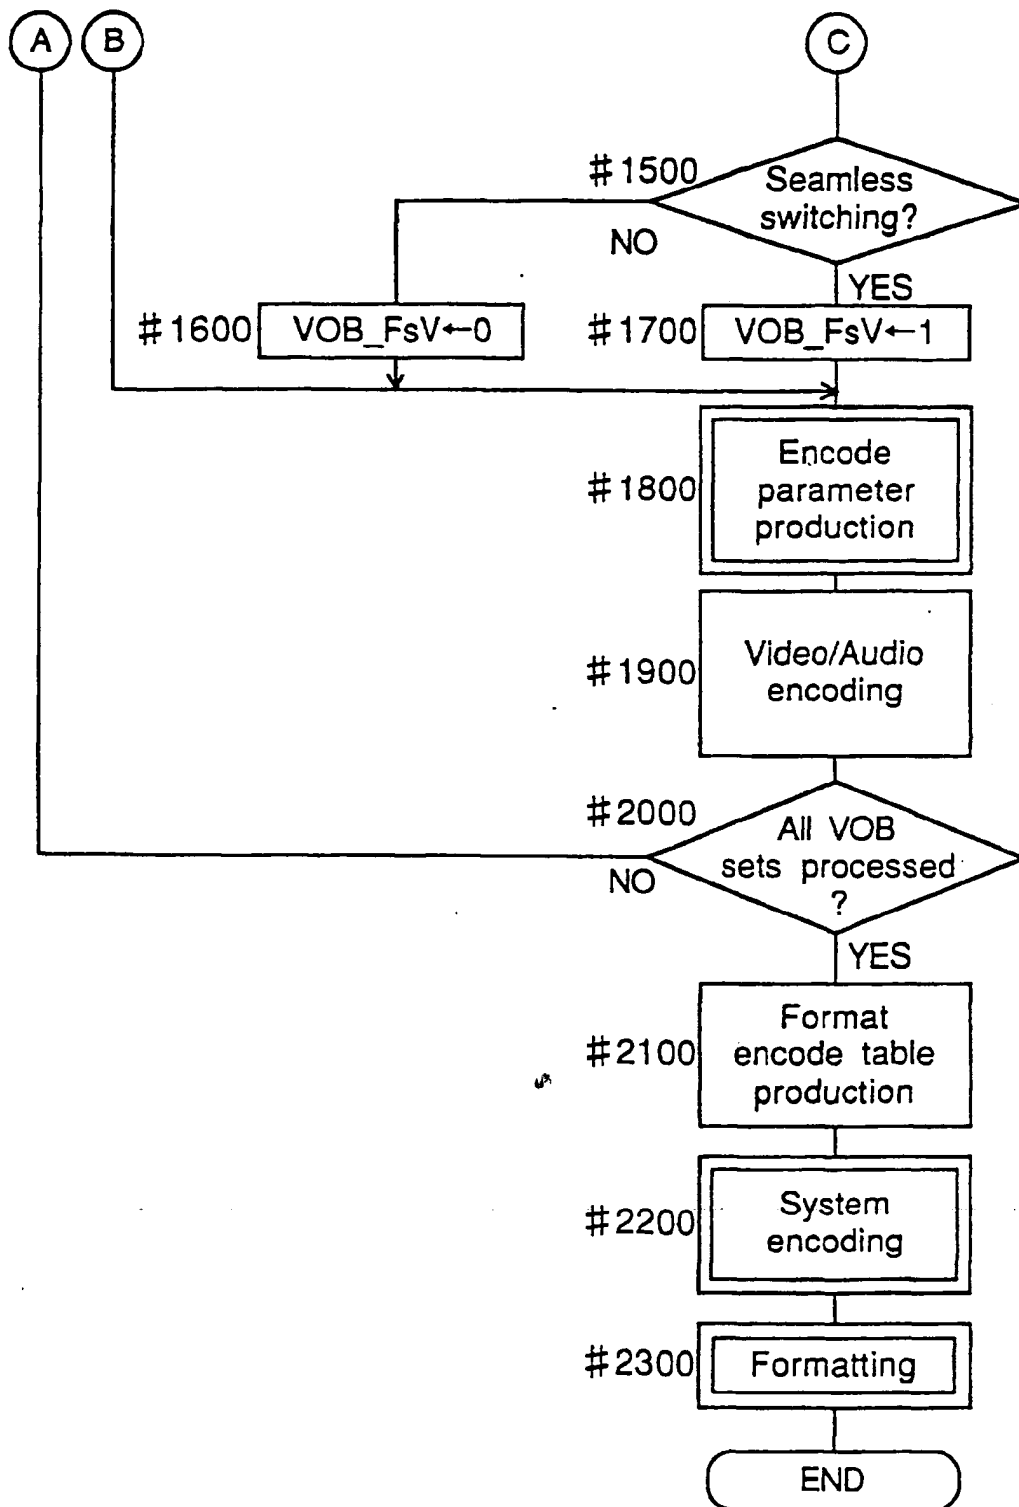 A
B
C
#1500
Seamless
switching?
NO
YES
#1600
VOB_FsV←0
#1700
VOB_FsV←1
#1800
Encode
parameter
production
#1900
Video/Audio
encoding
#2000
All VOB
sets processed
?
NO
YES
#2100
Format
encode table
production
#2200
System
encoding
#2300
Formatting
END